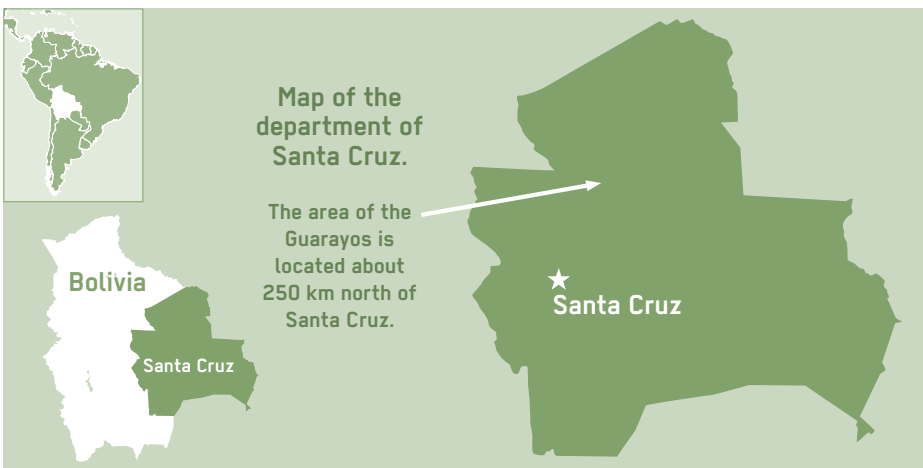 Map of the
department of
Santa Cruz.
The area of the
Guarayos is
located about
250 km north of
Santa Cruz.
Bolivia
Santa Cruz
Santa Cruz